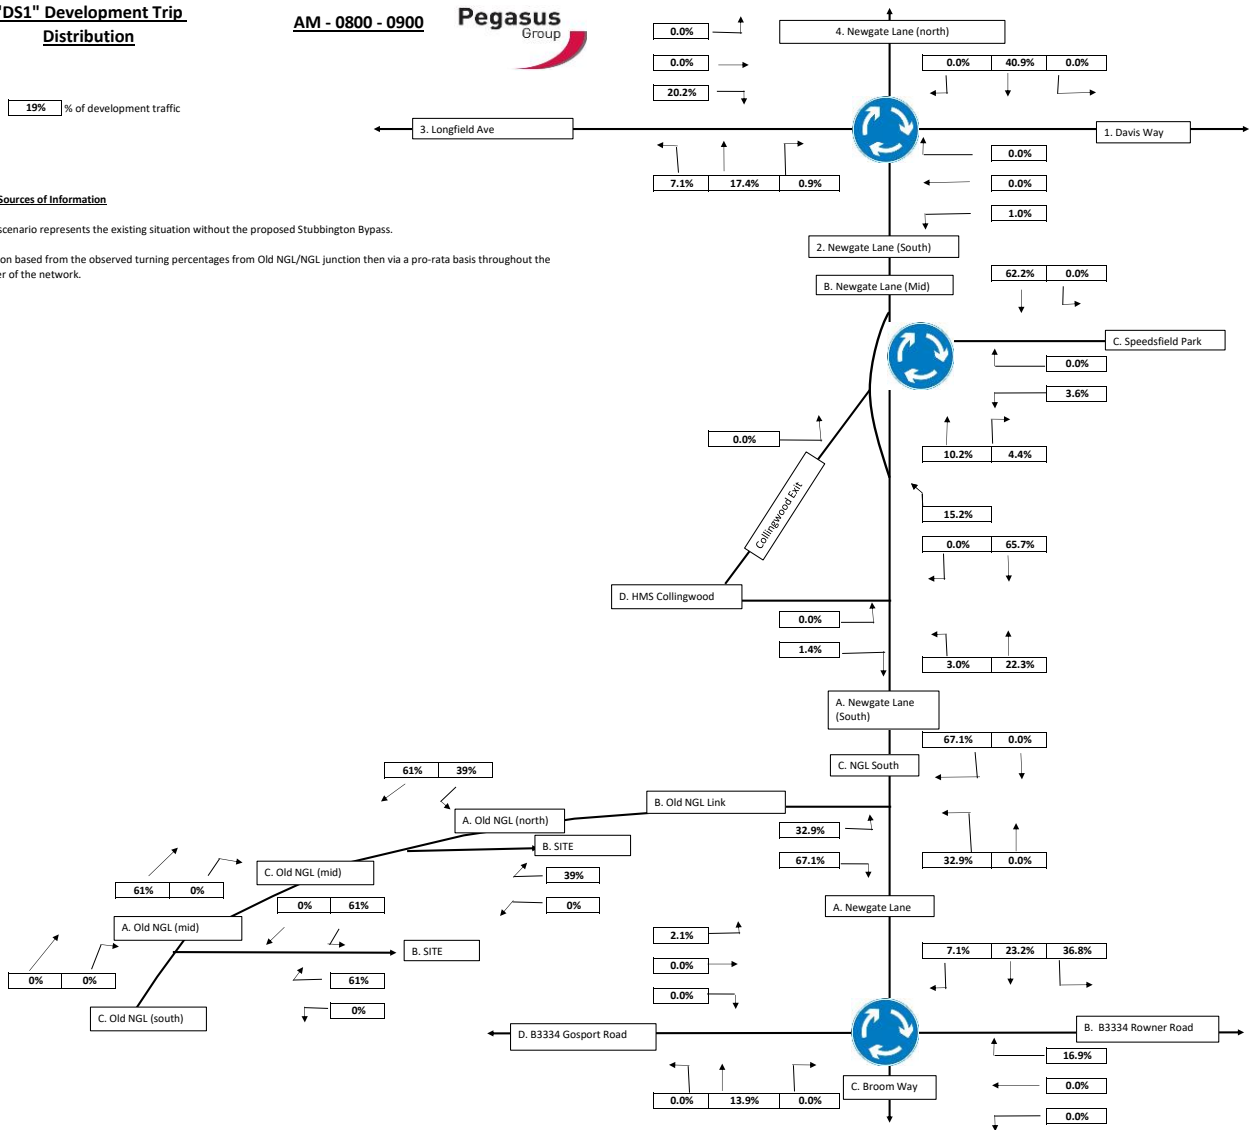 "DS1" Development Trip
Distribution
AM - 0800 - 0900
Pegasus
Group
19% % of development traffic
Sources of Information
scenario represents the existing situation without the proposed Stubbington Bypass.
on based from the observed turning percentages from Old NGL/NGL junction then via a pro-rata basis throughout the
er of the network.
0.0%
0.0%
20.2%
4. Newgate Lane (north)
0.0% 40.9% 0.0%
3. Longfield Ave
1. Davis Way
7.1% 17.4% 0.9%
0.0%
0.0%
1.0%
2. Newgate Lane (South)
B. Newgate Lane (Mid)
62.2% 0.0%
C. Speedsfield Park
0.0%
3.6%
0.0%
10.2% 4.4%
Collingwood Exit
15.2%
0.0% 65.7%
D. HMS Collingwood
0.0%
1.4%
3.0% 22.3%
A. Newgate Lane
(South)
67.1% 0.0%
C. NGL South
61% 39%
B. Old NGL Link
A. Old NGL (north)
32.9%
67.1%
32.9% 0.0%
B. SITE
39%
0%
C. Old NGL (mid)
61% 0%
0% 61%
A. Newgate Lane
A. Old NGL (mid)
B. SITE
0% 0%
61%
0%
C. Old NGL (south)
2.1%
0.0%
0.0%
7.1% 23.2% 36.8%
D. B3334 Gosport Road
B. B3334 Rowner Road
16.9%
0.0%
0.0%
C. Broom Way
0.0% 13.9% 0.0%